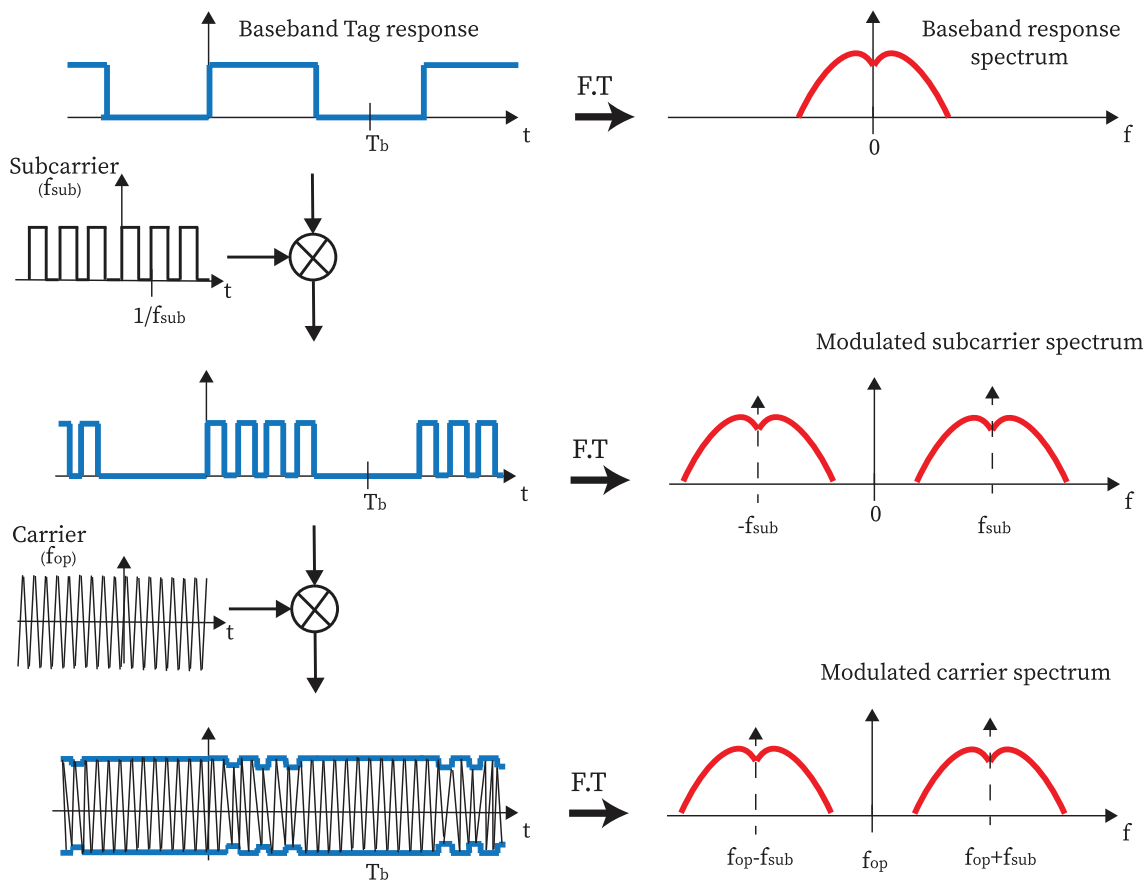 Baseband Tag response
Baseband response
spectrum
F.T
t
Tb
0
f
Subcarrier
(fsub)
t
1/fsub
Modulated subcarrier spectrum
F.T
t
Tb
-fsub
0
fsub
f
Carrier
(fop)
t
Modulated carrier spectrum
F.T
t
Tb
fop-fsub
fop
fop+fsub
f